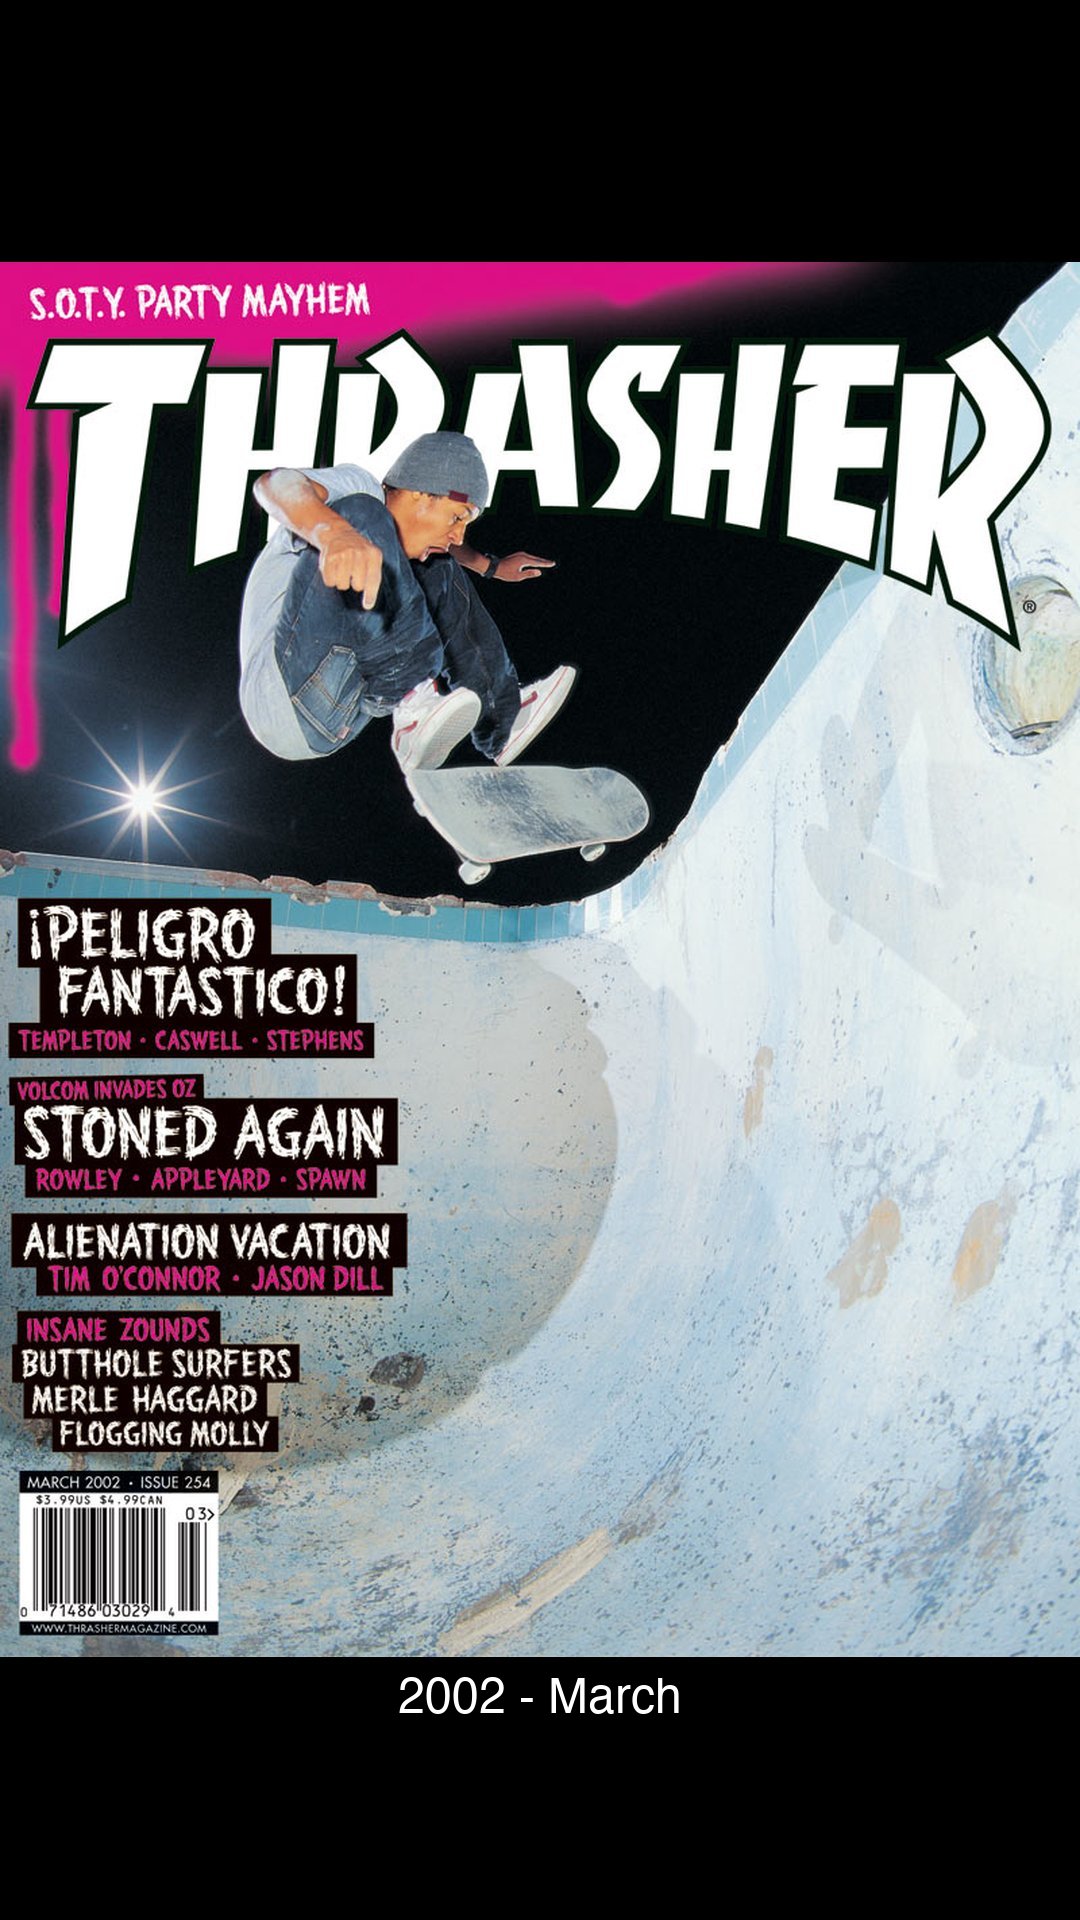 S.O.T.Y. PARTY MAYHEM
THRASHER
®
¡PELIGRO
FANTASTICO!
TEMPLETON · CASWELL · STEPHENS
VOLCOM INVADES OZ
STONED AGAIN
ROWLEY · APPLEYARD · SPAWN
ALIENATION VACATION
TIM O'CONNOR · JASON DILL
INSANE ZOUNDS
BUTTHOLE SURFERS
MERLE HAGGARD
FLOGGING MOLLY
MARCH 2002 · ISSUE 254
$3.99US $4.99CAN
03>
0 71486 03029 4
WWW.THRASHERMAGAZINE.COM
2002 - March